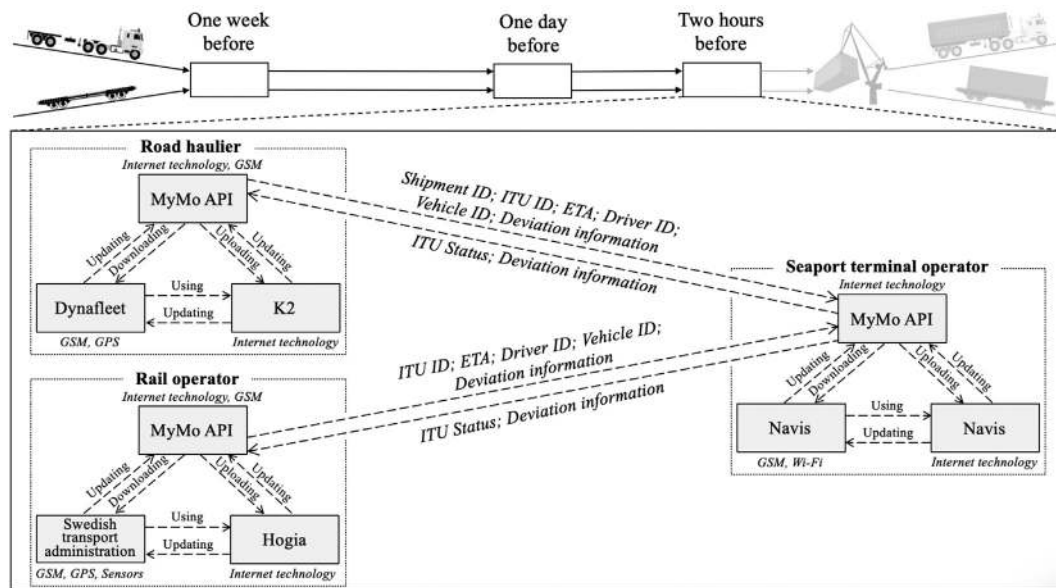 One week
before
One day
before
Two hours
before
Road haulier
Internet technology, GSM
MyMo API
Updating
Downloading
Uploading
Updating
Dynafleet
Using
Updating
K2
GSM, GPS
Internet technology
Shipment ID; ITU ID; ETA; Driver ID;
Vehicle ID; Deviation information
ITU Status; Deviation information
Rail operator
Internet technology, GSM
MyMo API
Updating
Downloading
Uploading
Updating
Swedish
transport
administration
Using
Updating
Hogia
GSM, GPS, Sensors
Internet technology
ITU ID; ETA; Driver ID; Vehicle ID;
Deviation information
ITU Status; Deviation information
Seaport terminal operator
Internet technology
MyMo API
Updating
Downloading
Uploading
Updating
Navis
Using
Updating
Navis
GSM, Wi-Fi
Internet technology